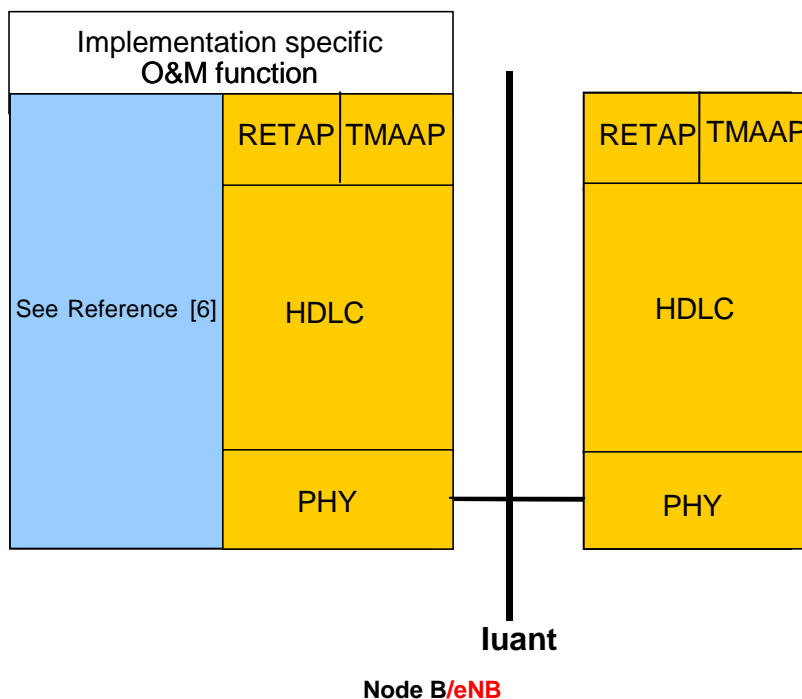 Implementation specific
O&M function
RETAP TMAAP
RETAP TMAAP
See Reference [6]
HDLC
HDLC
PHY
PHY
Iuant
Node B/eNB